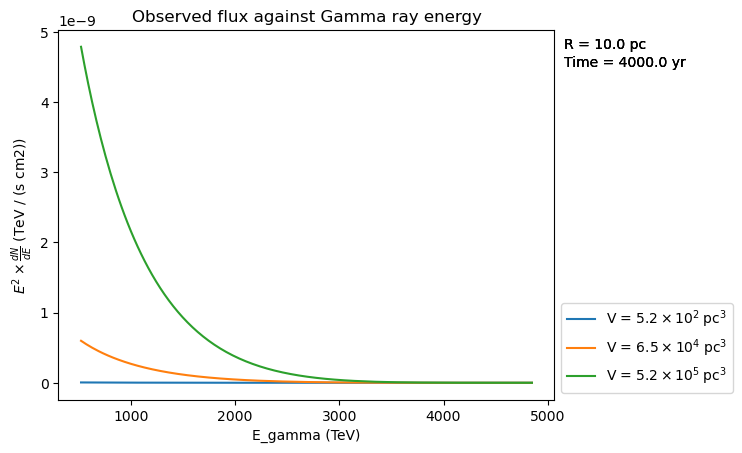 Observed flux against Gamma ray energy
1e−9
R = 10.0 pc
Time = 4000.0 yr
5
4
3
2
1
0
E² × dN/dE (TeV / (s cm2))
1000
2000
3000
4000
5000
E_gamma (TeV)
V = 5.2 × 10² pc³
V = 6.5 × 10⁴ pc³
V = 5.2 × 10⁵ pc³